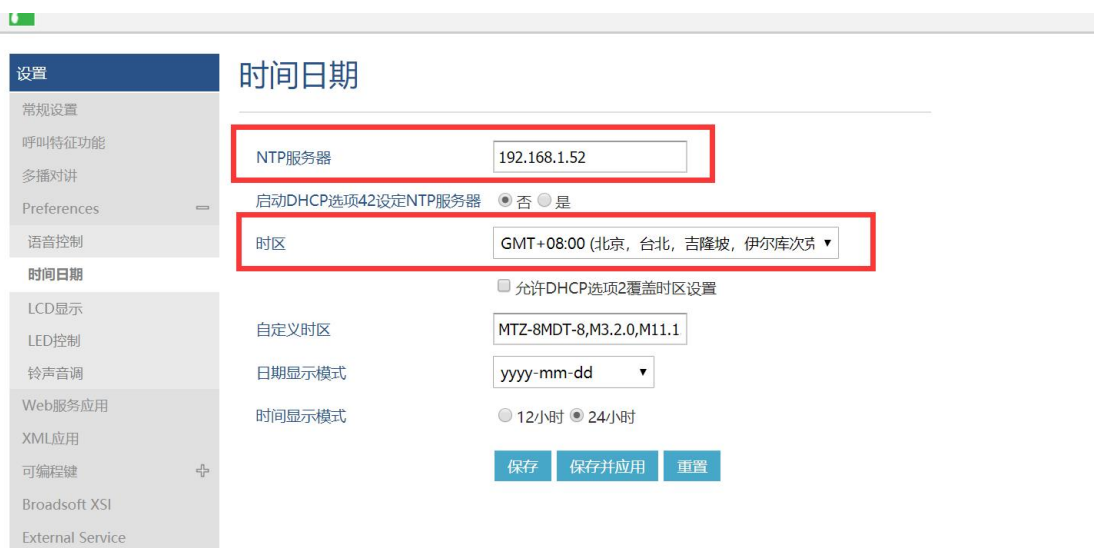 设置
常规设置
呼叫特征功能
多播对讲
Preferences
语音控制
时间日期
LCD显示
LED控制
铃声音调
Web服务应用
XML应用
可编程键
Broadsoft XSI
External Service
时间日期
NTP服务器 192.168.1.52
启动DHCP选项42设定NTP服务器 否 是
时区 GMT+08:00 (北京，台北，吉隆坡，伊尔库次克
允许DHCP选项2覆盖时区设置
自定义时区 MTZ-8MDT-8,M3.2.0,M11.1
日期显示模式 yyyy-mm-dd
时间显示模式 12小时 24小时
保存 保存并应用 重置